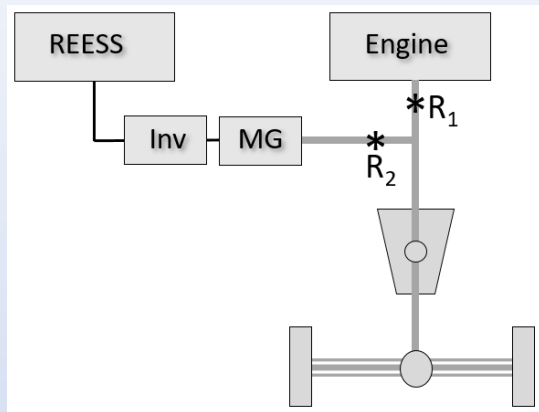 REESS
Engine
*R₁
Inv
MG
*
R₂